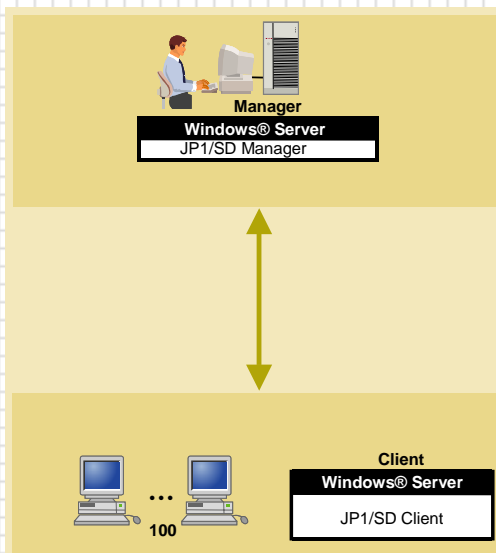 Manager
Windows® Server
JP1/SD Manager
Client
Windows® Server
JP1/SD Client
...
100